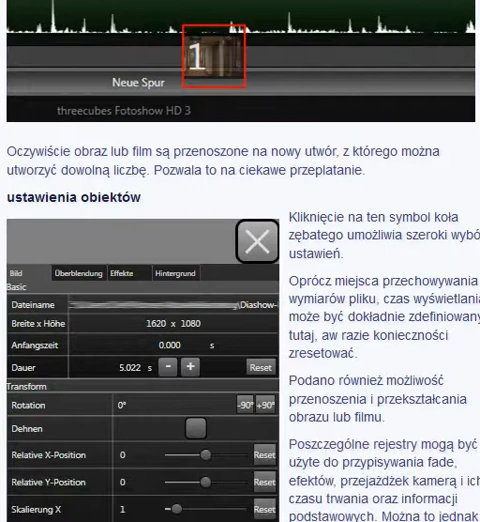 1
Neue Spur
threecubes Fotoshow HD 3
Oczywiście obraz lub film są przenoszone na nowy utwór, z którego można
utworzyć dowolną liczbę. Pozwala to na ciekawe przeplatanie.
ustawienia obiektów
Bild Überblendung Effekte Hintergrund
Basic
Dateiname \Diashow-
Breite x Höhe 1620 x 1080
Anfangszeit 0.000 s
Dauer 5.022 s - + Reset
Transform
Rotation 0° -90° +90°
Dehnen
Relative X-Position 0 Reset
Relative Y-Position 0 Reset
Skalierung X 1 Reset
Kliknięcie na ten symbol koła
zębatego umożliwia szeroki wybó
ustawień.
Oprócz miejsca przechowywania
wymiarów pliku, czas wyświetlania
może być dokładnie zdefiniowany
tutaj, aw razie konieczności
zresetować.
Podano również możliwość
przenoszenia i przekształcania
obrazu lub filmu.
Poszczególne rejestry mogą być
użyte do przypisywania fade,
efektów, przejażdżek kamerą i ich
czasu trwania oraz informacji
podstawowych. Można to jednak